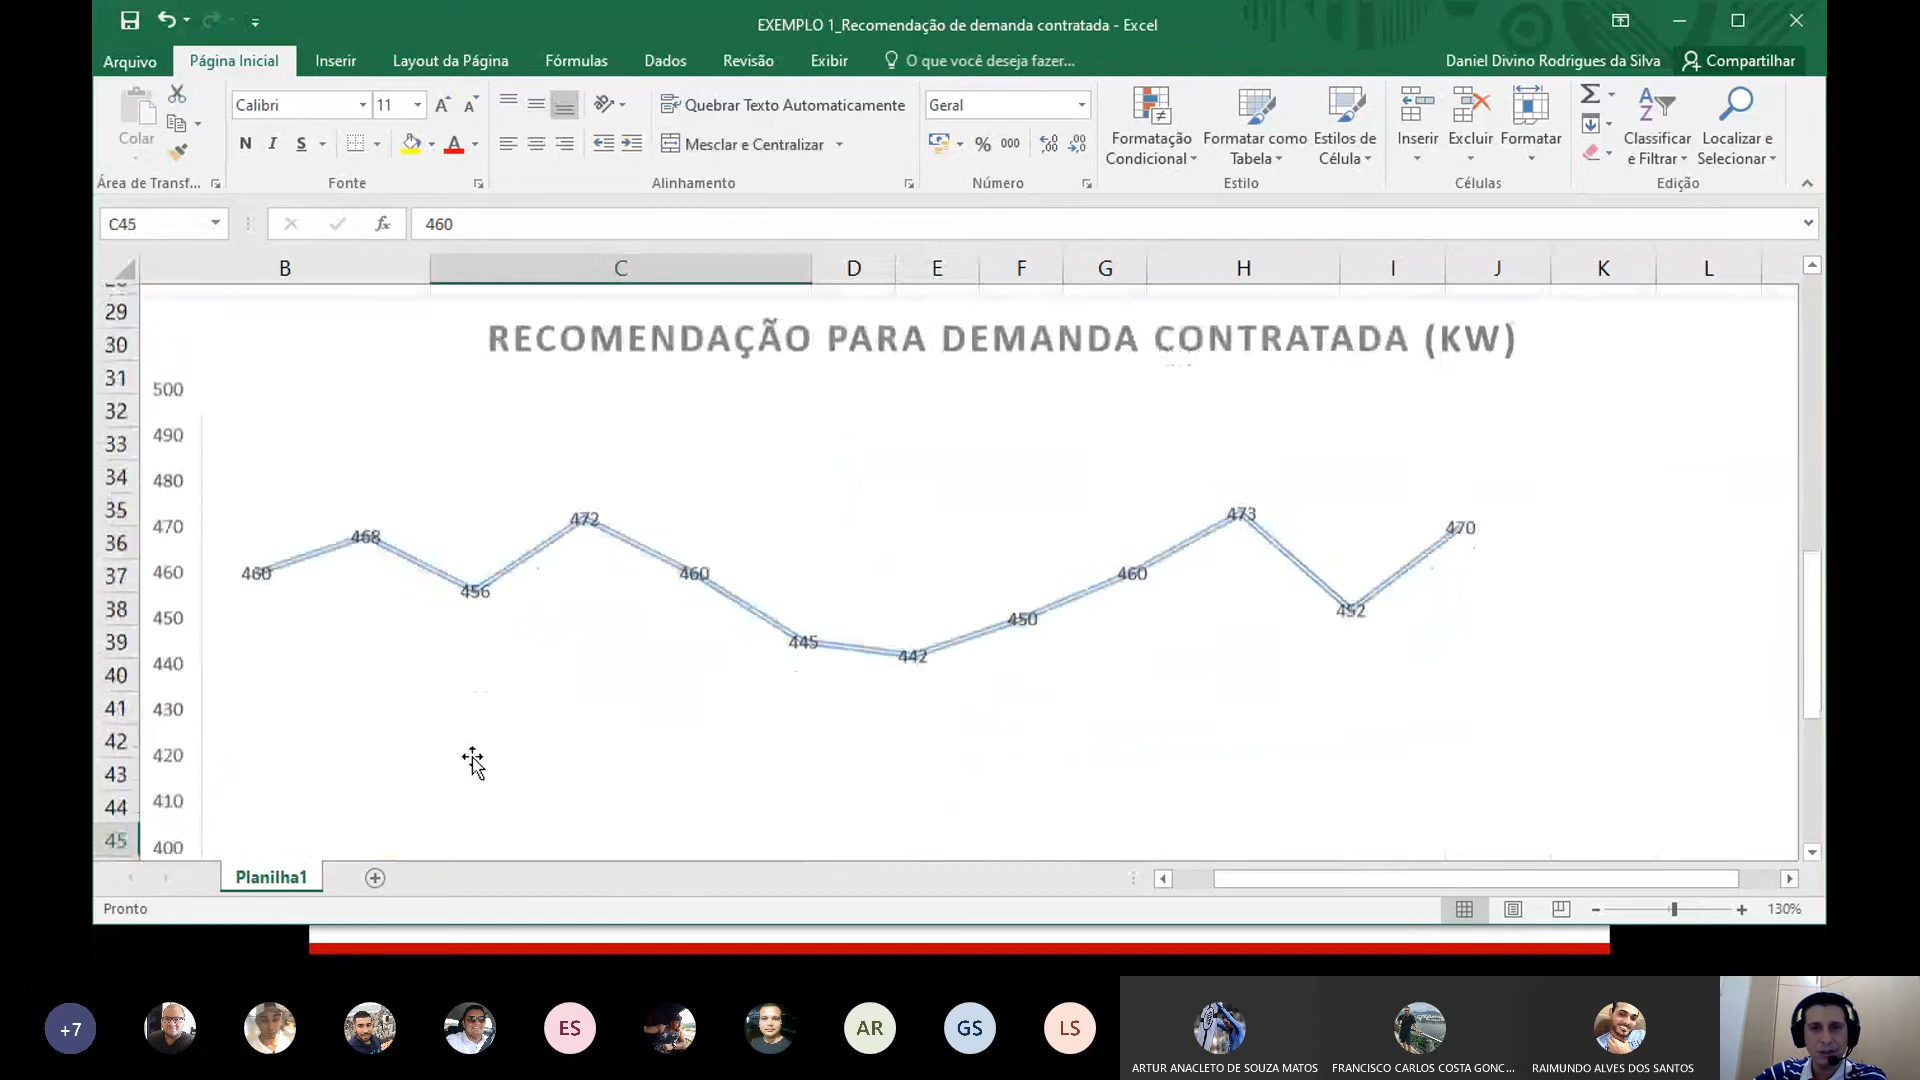 EXEMPLO 1_Recomendação de demanda contratada - Excel
Arquivo Página Inicial Inserir Layout da Página Fórmulas Dados Revisão Exibir O que você deseja fazer... Daniel Divino Rodrigues da Silva Compartilhar
Colar
Calibri 11
N I S
Quebrar Texto Automaticamente
Mesclar e Centralizar
Geral
% 000
Formatação Condicional
Formatar como Tabela
Estilos de Célula
Inserir Excluir Formatar
Classificar e Filtrar
Localizar e Selecionar
Área de Transf... Fonte Alinhamento Número Estilo Células Edição
C45 fx 460
B C D E F G H I J K L
29
30
31
32
33
34
35
36
37
38
39
40
41
42
43
44
45
RECOMENDAÇÃO PARA DEMANDA CONTRATADA (KW)
500
490
480
470
460
450
440
430
420
410
400
460 468 456 472 460 445 442 450 460 473 452 470
Planilha1
Pronto 130%
+7 ES AR GS LS
ARTUR ANACLETO DE SOUZA MATOS FRANCISCO CARLOS COSTA GONC... RAIMUNDO ALVES DOS SANTOS